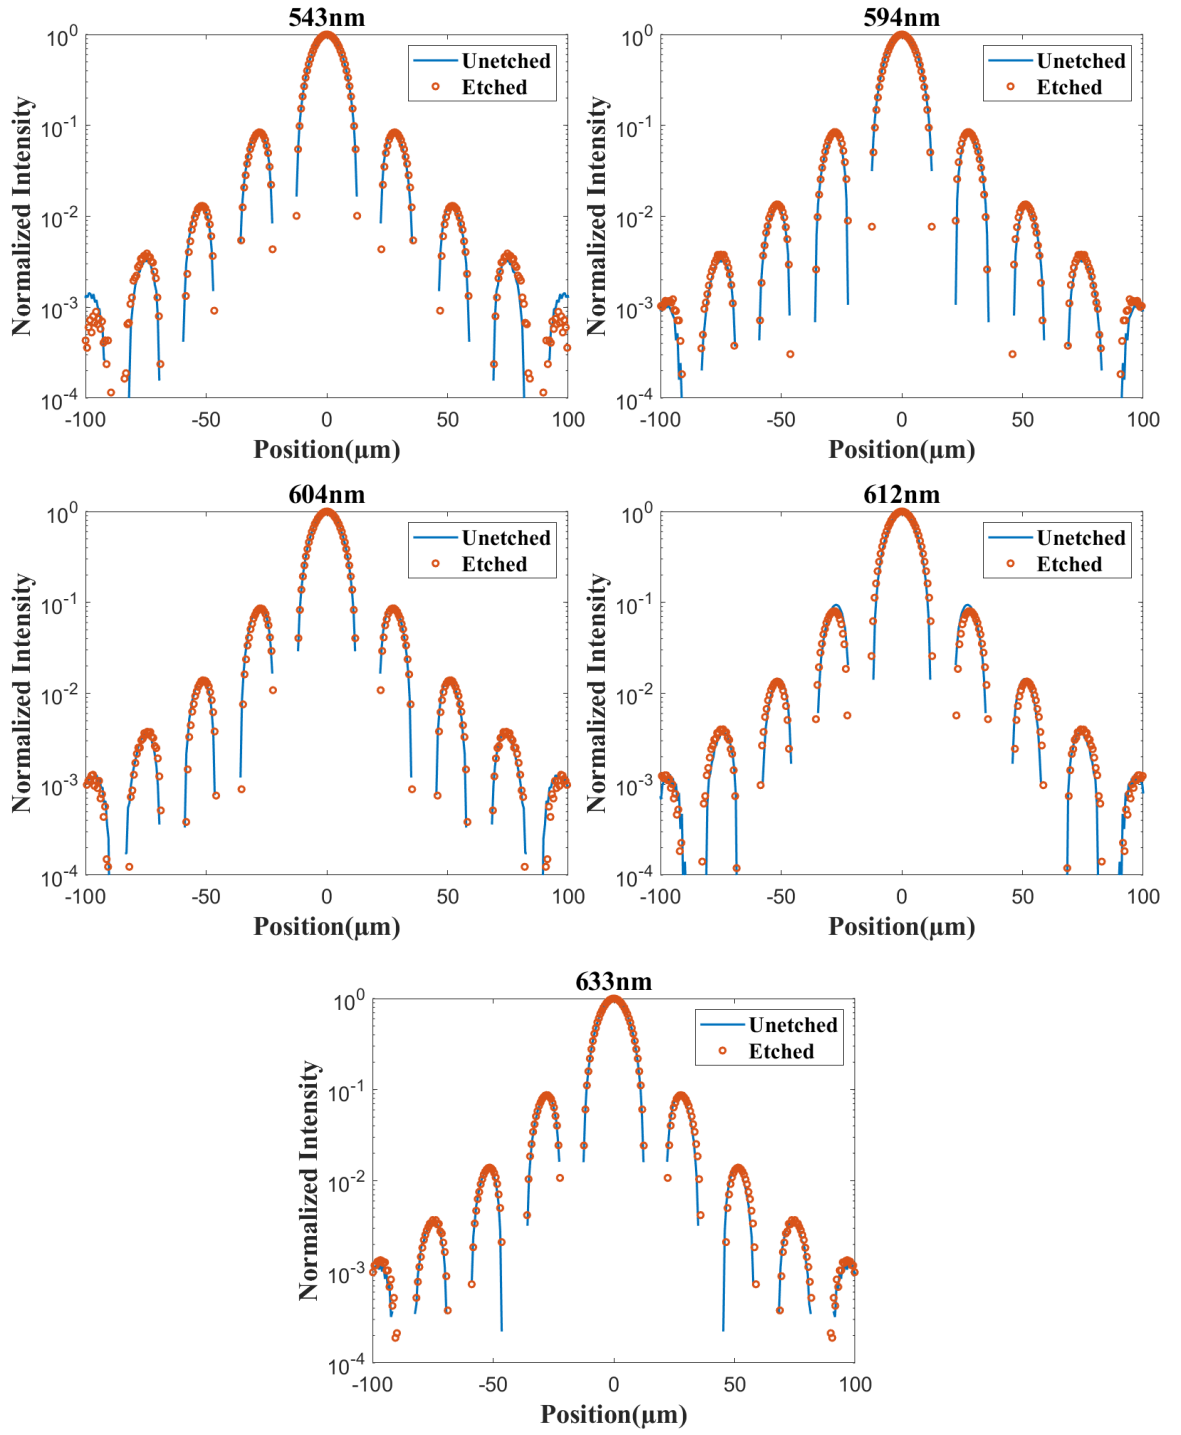 543nm
10^0
10^-1
10^-2
10^-3
10^-4
Normalized Intensity
Unetched
Etched
-100 -50 0 50 100
Position(μm)
594nm
10^0
10^-1
10^-2
10^-3
10^-4
Normalized Intensity
Unetched
Etched
-100 -50 0 50 100
Position(μm)
604nm
10^0
10^-1
10^-2
10^-3
10^-4
Normalized Intensity
Unetched
Etched
-100 -50 0 50 100
Position(μm)
612nm
10^0
10^-1
10^-2
10^-3
10^-4
Normalized Intensity
Unetched
Etched
-100 -50 0 50 100
Position(μm)
633nm
10^0
10^-1
10^-2
10^-3
10^-4
Normalized Intensity
Unetched
Etched
-100 -50 0 50 100
Position(μm)